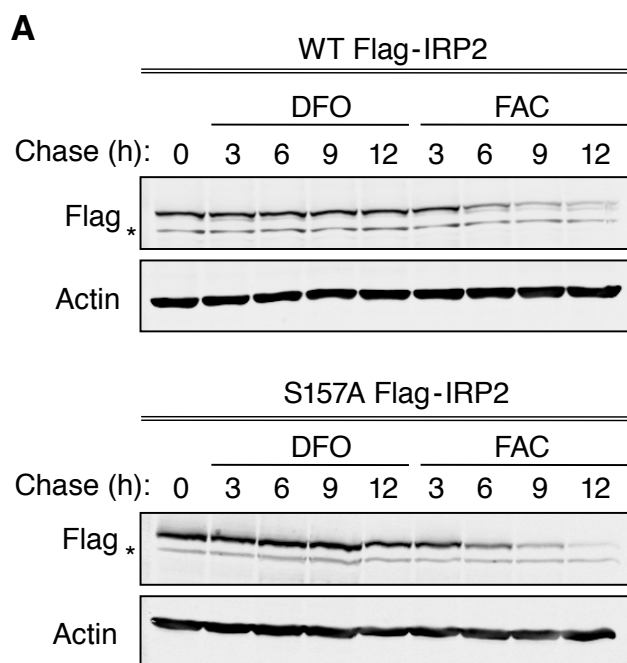 A
WT Flag-IRP2
DFO FAC
Chase (h): 0 3 6 9 12 3 6 9 12
Flag *
Actin
S157A Flag-IRP2
DFO FAC
Chase (h): 0 3 6 9 12 3 6 9 12
Flag *
Actin